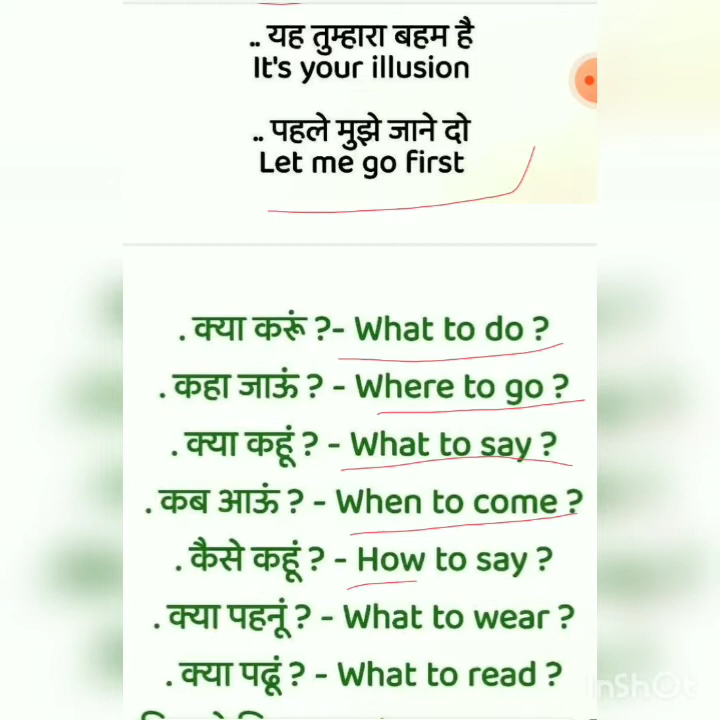 .. यह तुम्हारा बहम है
It's your illusion
.. पहले मुझे जाने दो
Let me go first
. क्या करूं ?- What to do ?
. कहा जाऊं ? - Where to go ?
. क्या कहूं ? - What to say ?
. कब आऊं ? - When to come ?
. कैसे कहूं ? - How to say ?
. क्या पहनूं ? - What to wear ?
. क्या पढूं ? - What to read ?
InShOt